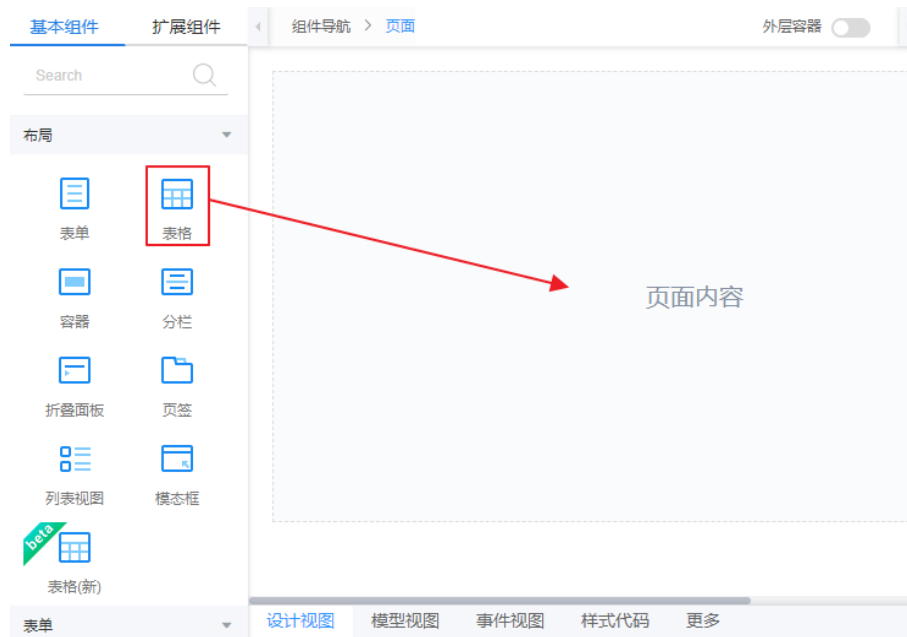 基本组件 扩展组件 组件导航 > 页面 外层容器
Search
布局
表单 表格
容器 分栏
页面内容
折叠面板 页签
列表视图 模态框
beta
表格(新)
表单
设计视图 模型视图 事件视图 样式代码 更多